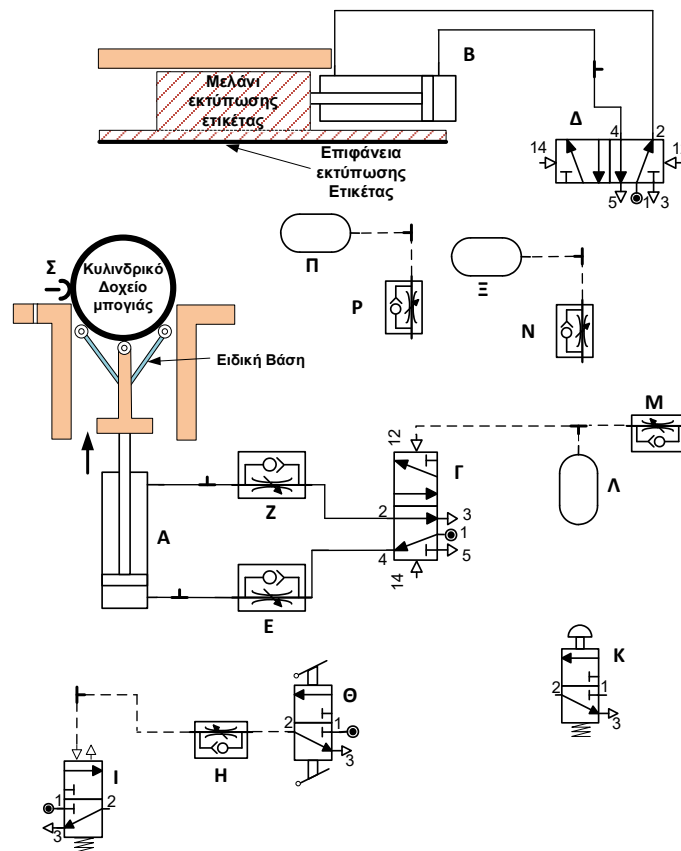 B
Μελάνι
εκτύπωσης
ετικέτας
Επιφάνεια
εκτύπωσης
Ετικέτας
Δ
4 2
14
5 1 3
Π
Ξ
Ρ
Ν
Σ
Κυλινδρικό
Δοχείο
μπογιάς
Ειδική Βάση
Μ
12
Γ
Λ
Ζ
2 3
1
4 5
14
Α
Ε
Κ
2 1
3
Θ
2 1
3
Η
Ι
1 2
3